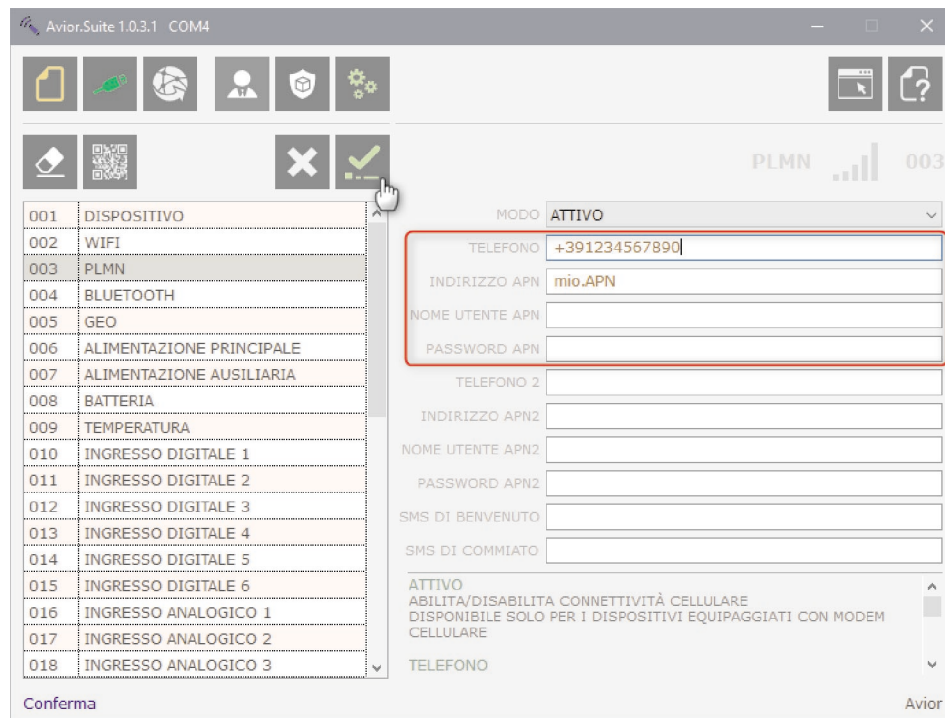 Avior.Suite 1.0.3.1 COM4
PLMN 003
001 DISPOSITIVO
002 WIFI
003 PLMN
004 BLUETOOTH
005 GEO
006 ALIMENTAZIONE PRINCIPALE
007 ALIMENTAZIONE AUSILIARIA
008 BATTERIA
009 TEMPERATURA
010 INGRESSO DIGITALE 1
011 INGRESSO DIGITALE 2
012 INGRESSO DIGITALE 3
013 INGRESSO DIGITALE 4
014 INGRESSO DIGITALE 5
015 INGRESSO DIGITALE 6
016 INGRESSO ANALOGICO 1
017 INGRESSO ANALOGICO 2
018 INGRESSO ANALOGICO 3
MODO ATTIVO
TELEFONO +391234567890
INDIRIZZO APN mio.APN
NOME UTENTE APN
PASSWORD APN
TELEFONO 2
INDIRIZZO APN2
NOME UTENTE APN2
PASSWORD APN2
SMS DI BENVENUTO
SMS DI COMMIATO
ATTIVO
ABILITA/DISABILITA CONNETTIVITÀ CELLULARE
DISPONIBILE SOLO PER I DISPOSITIVI EQUIPAGGIATI CON MODEM
CELLULARE
TELEFONO
Conferma
Avior